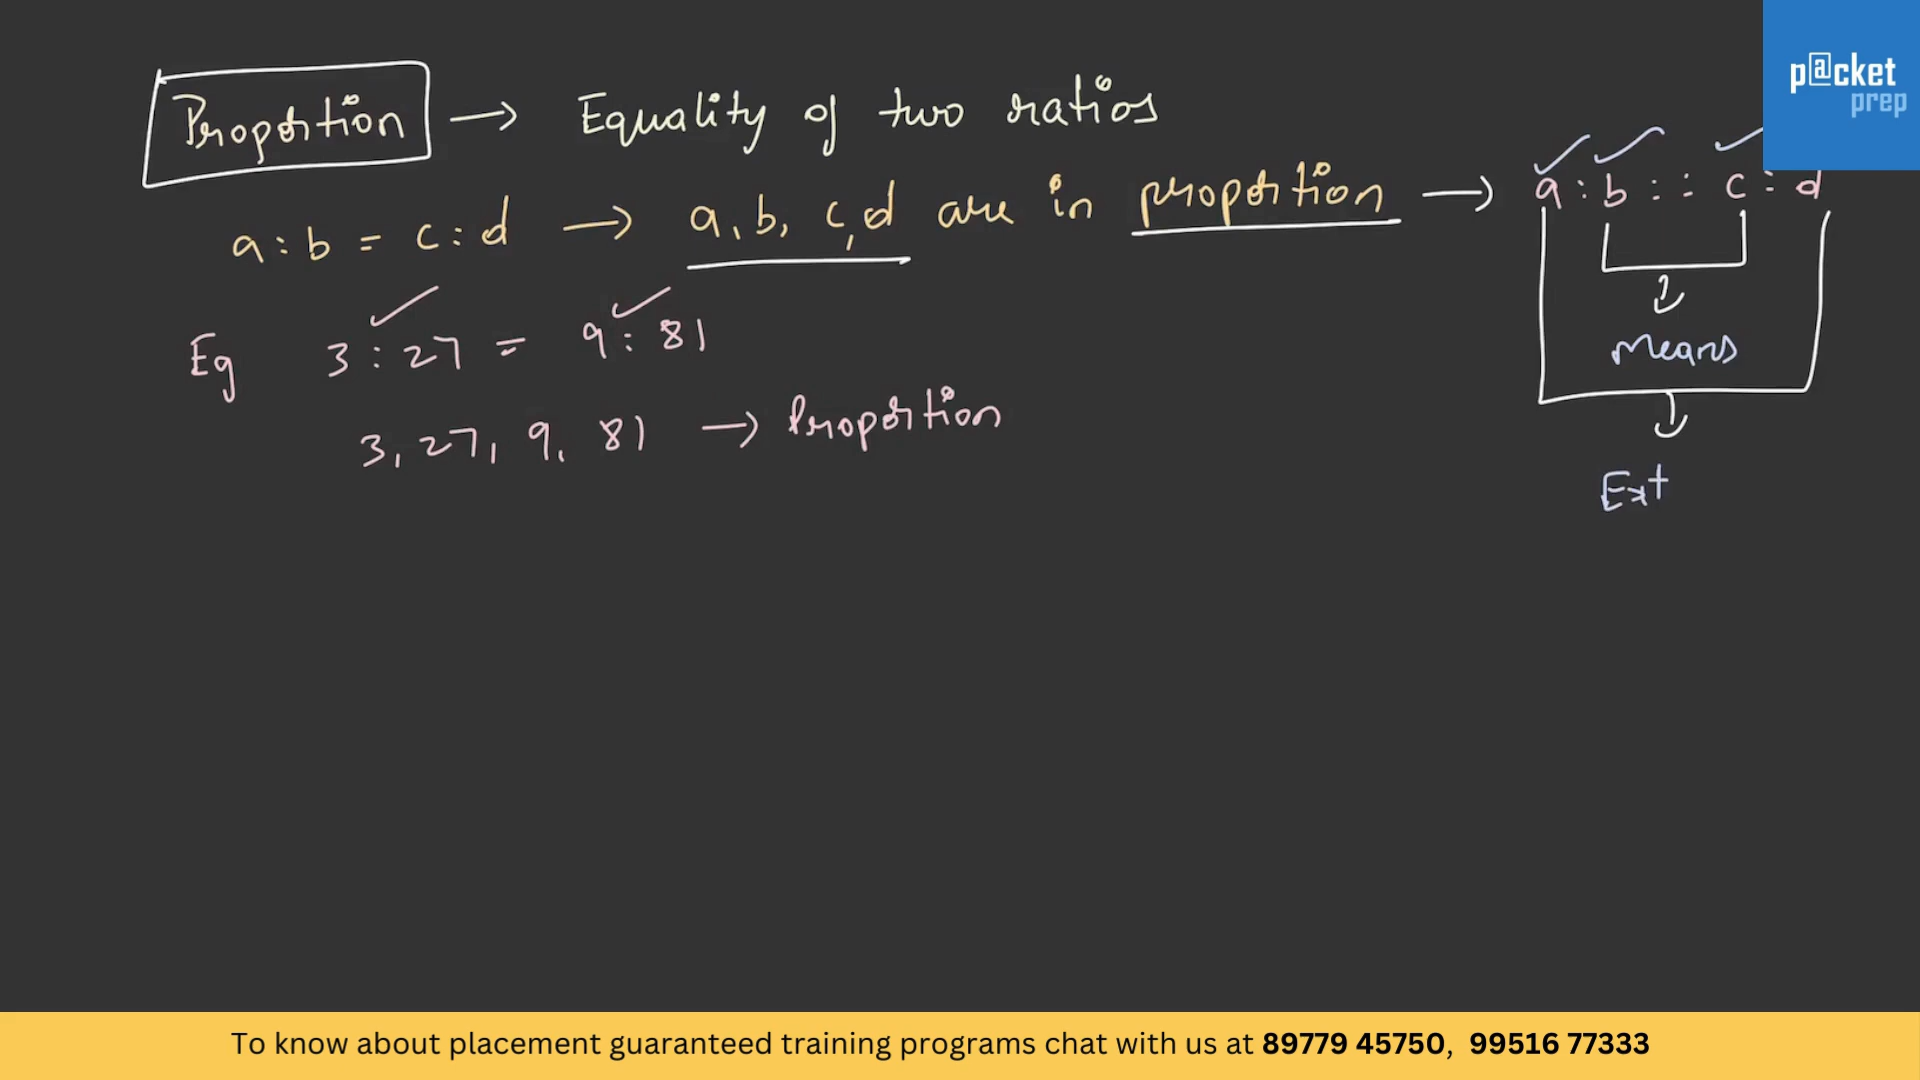 p@cket
prep
Proportion → Equality of two ratios
a : b = c : d → a, b, c, d are in proportion → a : b : : c : d
Means
Eg 3 : 27 = 9 : 81
3, 27, 9, 81 → Proportion
Ext
To know about placement guaranteed training programs chat with us at 89779 45750, 99516 77333